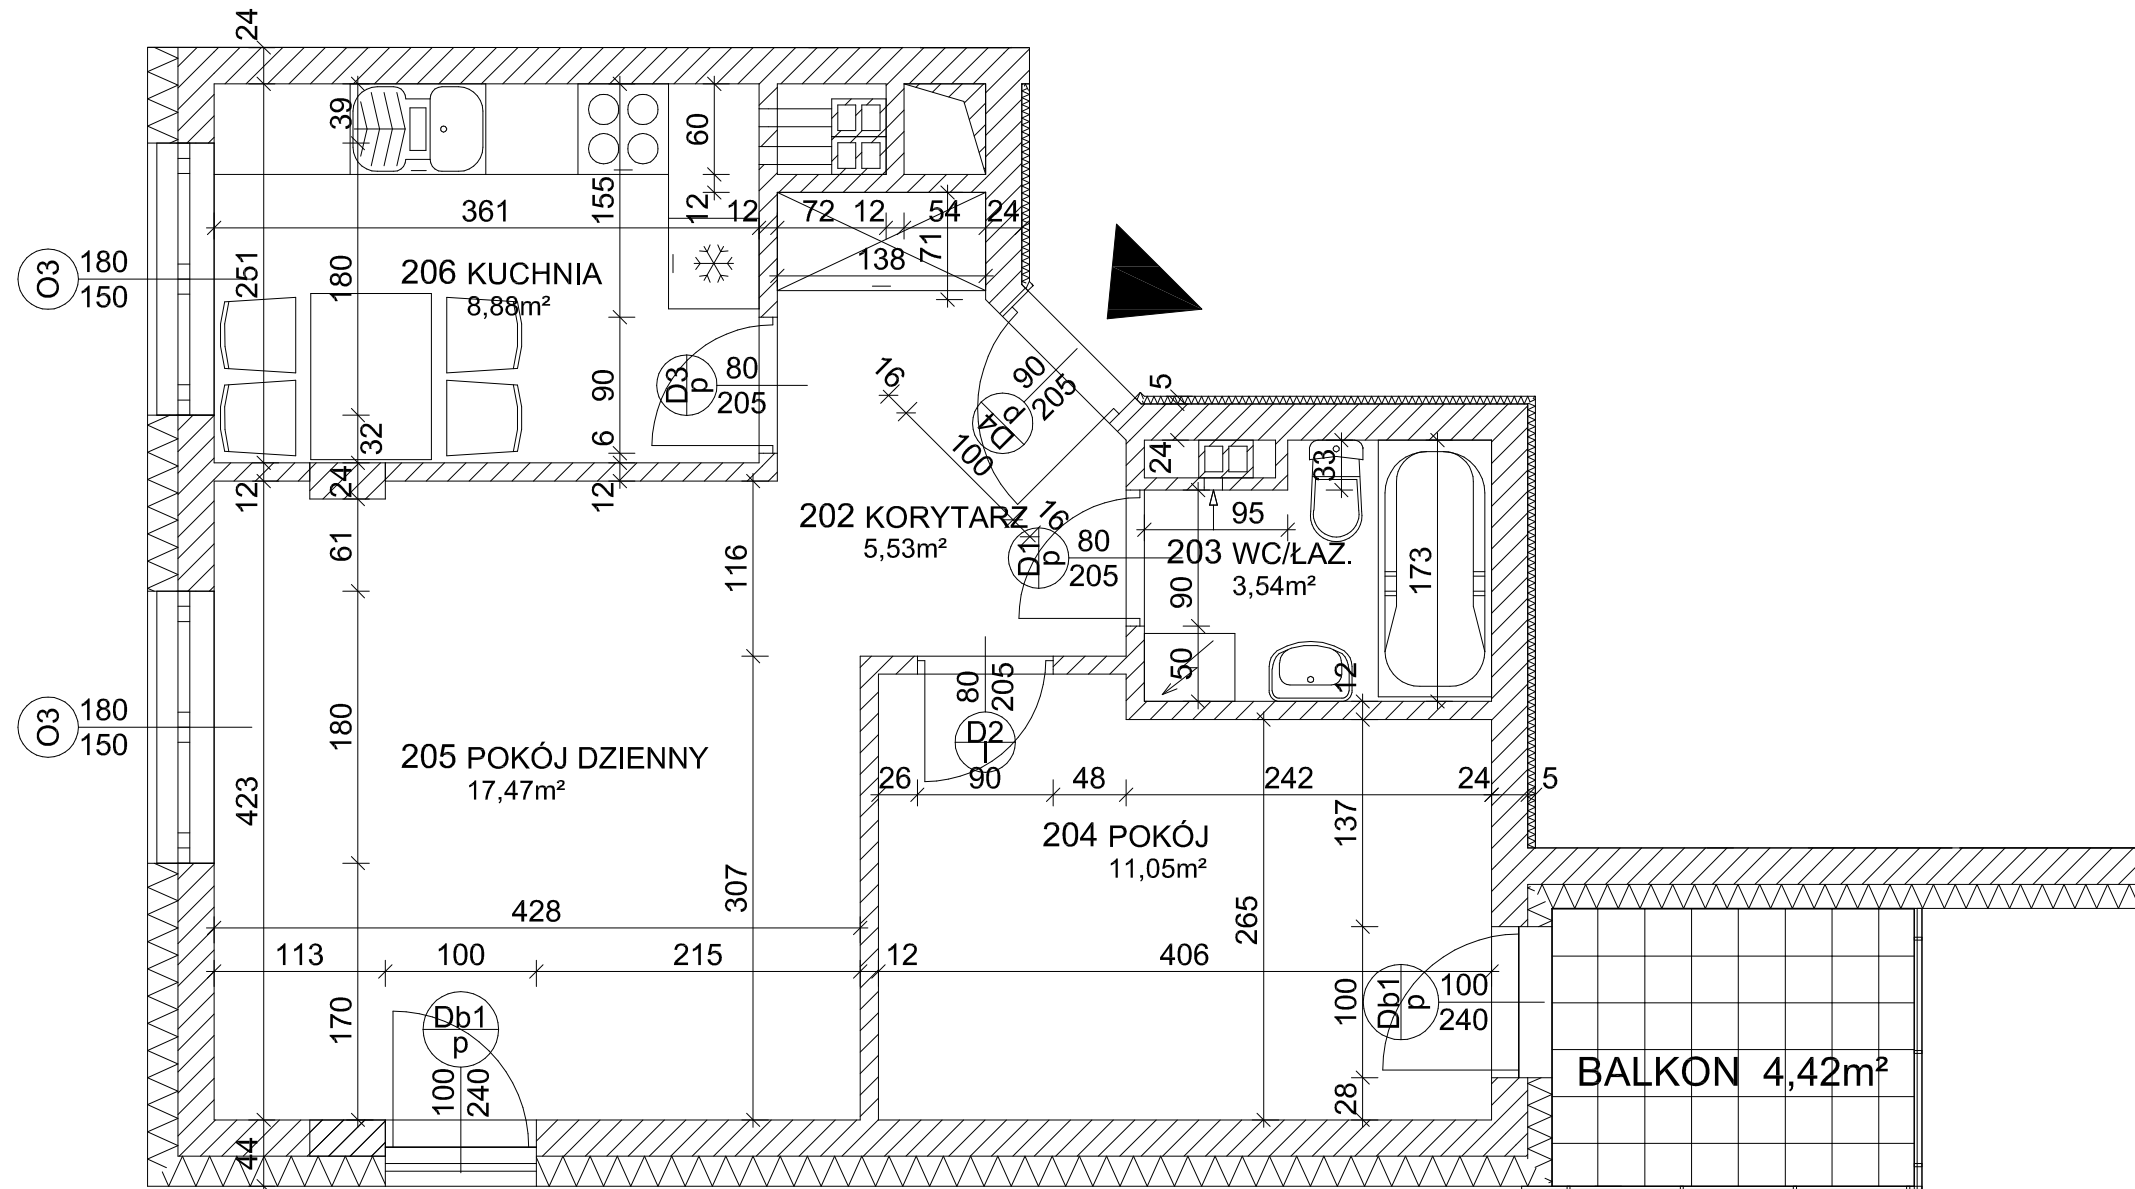 24
39
60
155
361
12
12
72
12
54
24
71
138
O3
180
150
251
180
206 KUCHNIA
8,88m²
D3
p
80
205
90
6
32
24
12
12
16
100
16
D4
p
90
205
5
24
33
95
202 KORYTARZ
5,53m²
D1
p
80
205
203 WC/ŁAZ.
3,54m²
90
50
173
12
61
116
O3
180
150
180
423
205 POKÓJ DZIENNY
17,47m²
80
205
D2
l
26
90
48
242
24
5
137
204 POKÓJ
11,05m²
307
265
428
113
100
215
12
406
170
Db1
p
100
240
Db1
p
100
240
100
28
44
BALKON 4,42m²